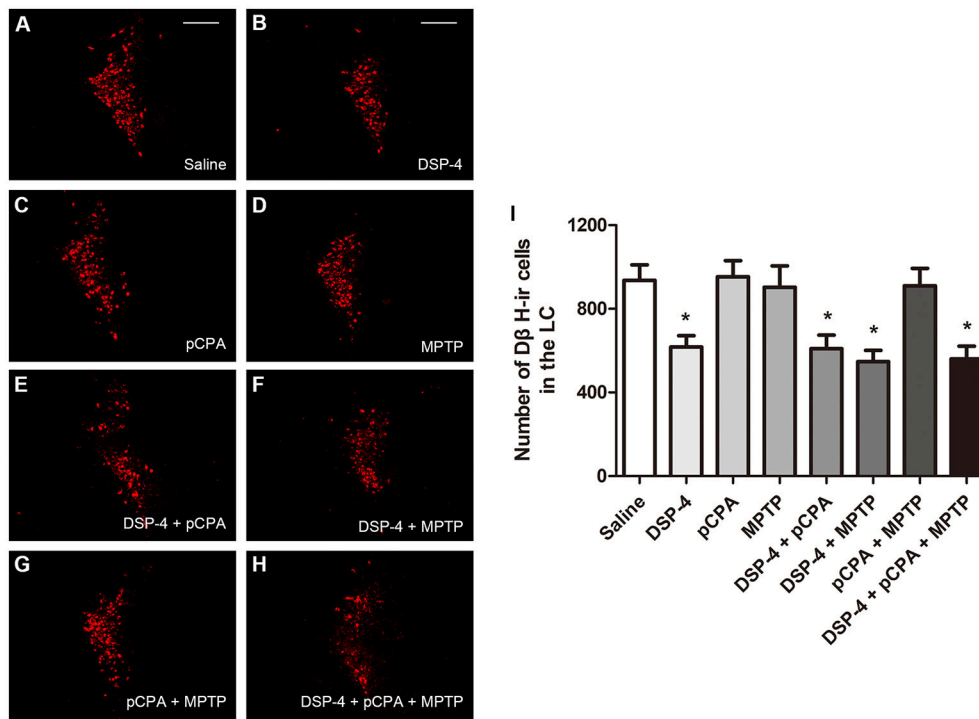 A
B
Saline
DSP-4
C
D
pCPA
MPTP
E
F
DSP-4 + pCPA
DSP-4 + MPTP
G
H
pCPA + MPTP
DSP-4 + pCPA + MPTP
I
Number of Dβ H-ir cells
in the LC
1200
800
400
0
*
*
*
*
Saline
DSP-4
pCPA
MPTP
DSP-4 + pCPA
DSP-4 + MPTP
pCPA + MPTP
DSP-4 + pCPA + MPTP